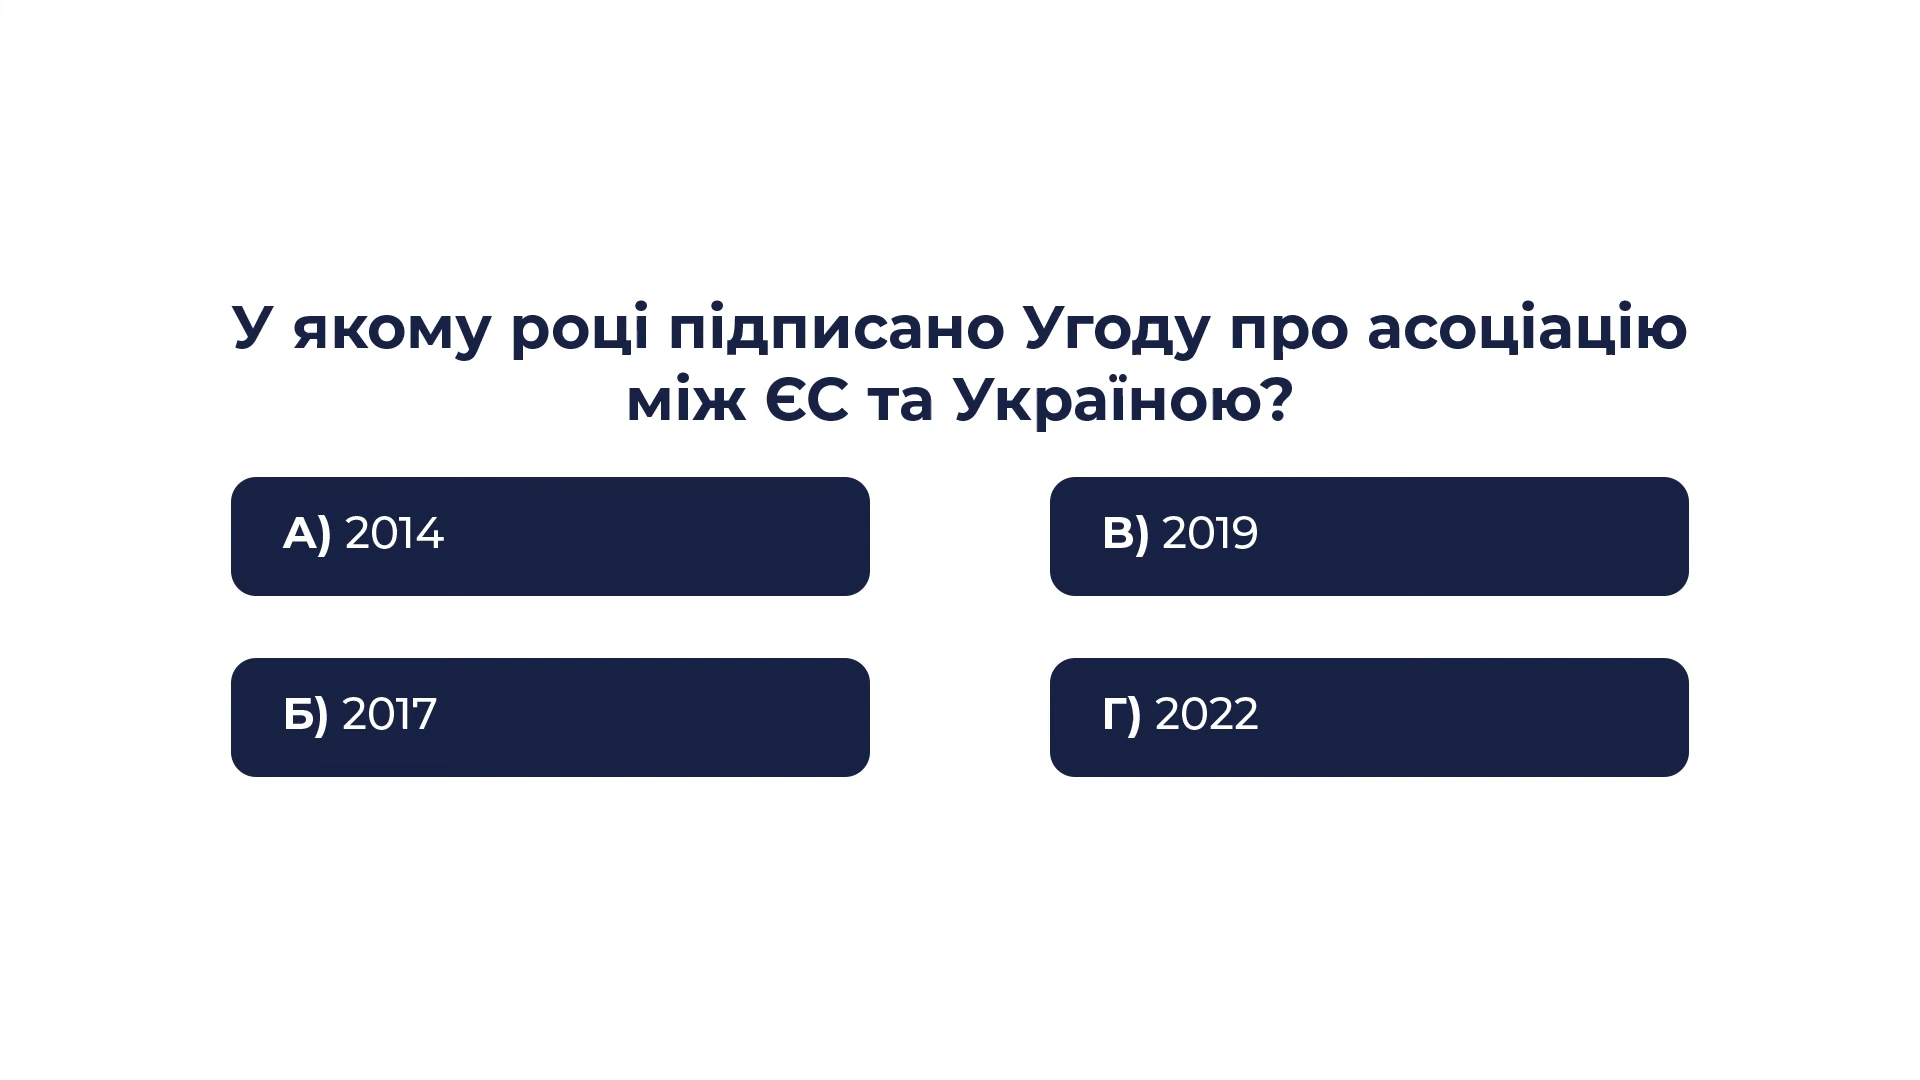 У якому році підписано Угоду про асоціацію
між ЄС та Україною?
А) 2014
В) 2019
Б) 2017
Г) 2022